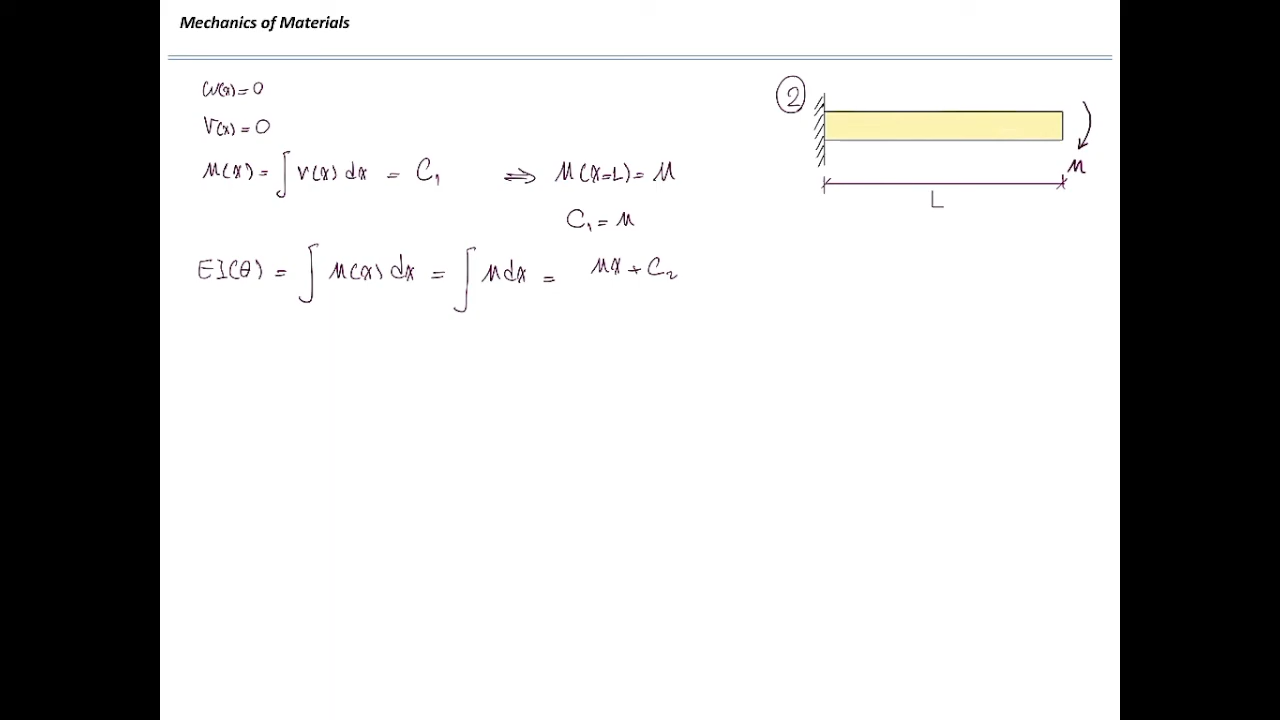 Mechanics of Materials
W(x) = 0
V(x) = 0
M(x) = ∫ V(x) dx = C₁ ⇒ M(x=L) = M
C₁ = M
EI(θ) = ∫ M(x) dx = ∫ M dx = Mx + C₂
2
M
L